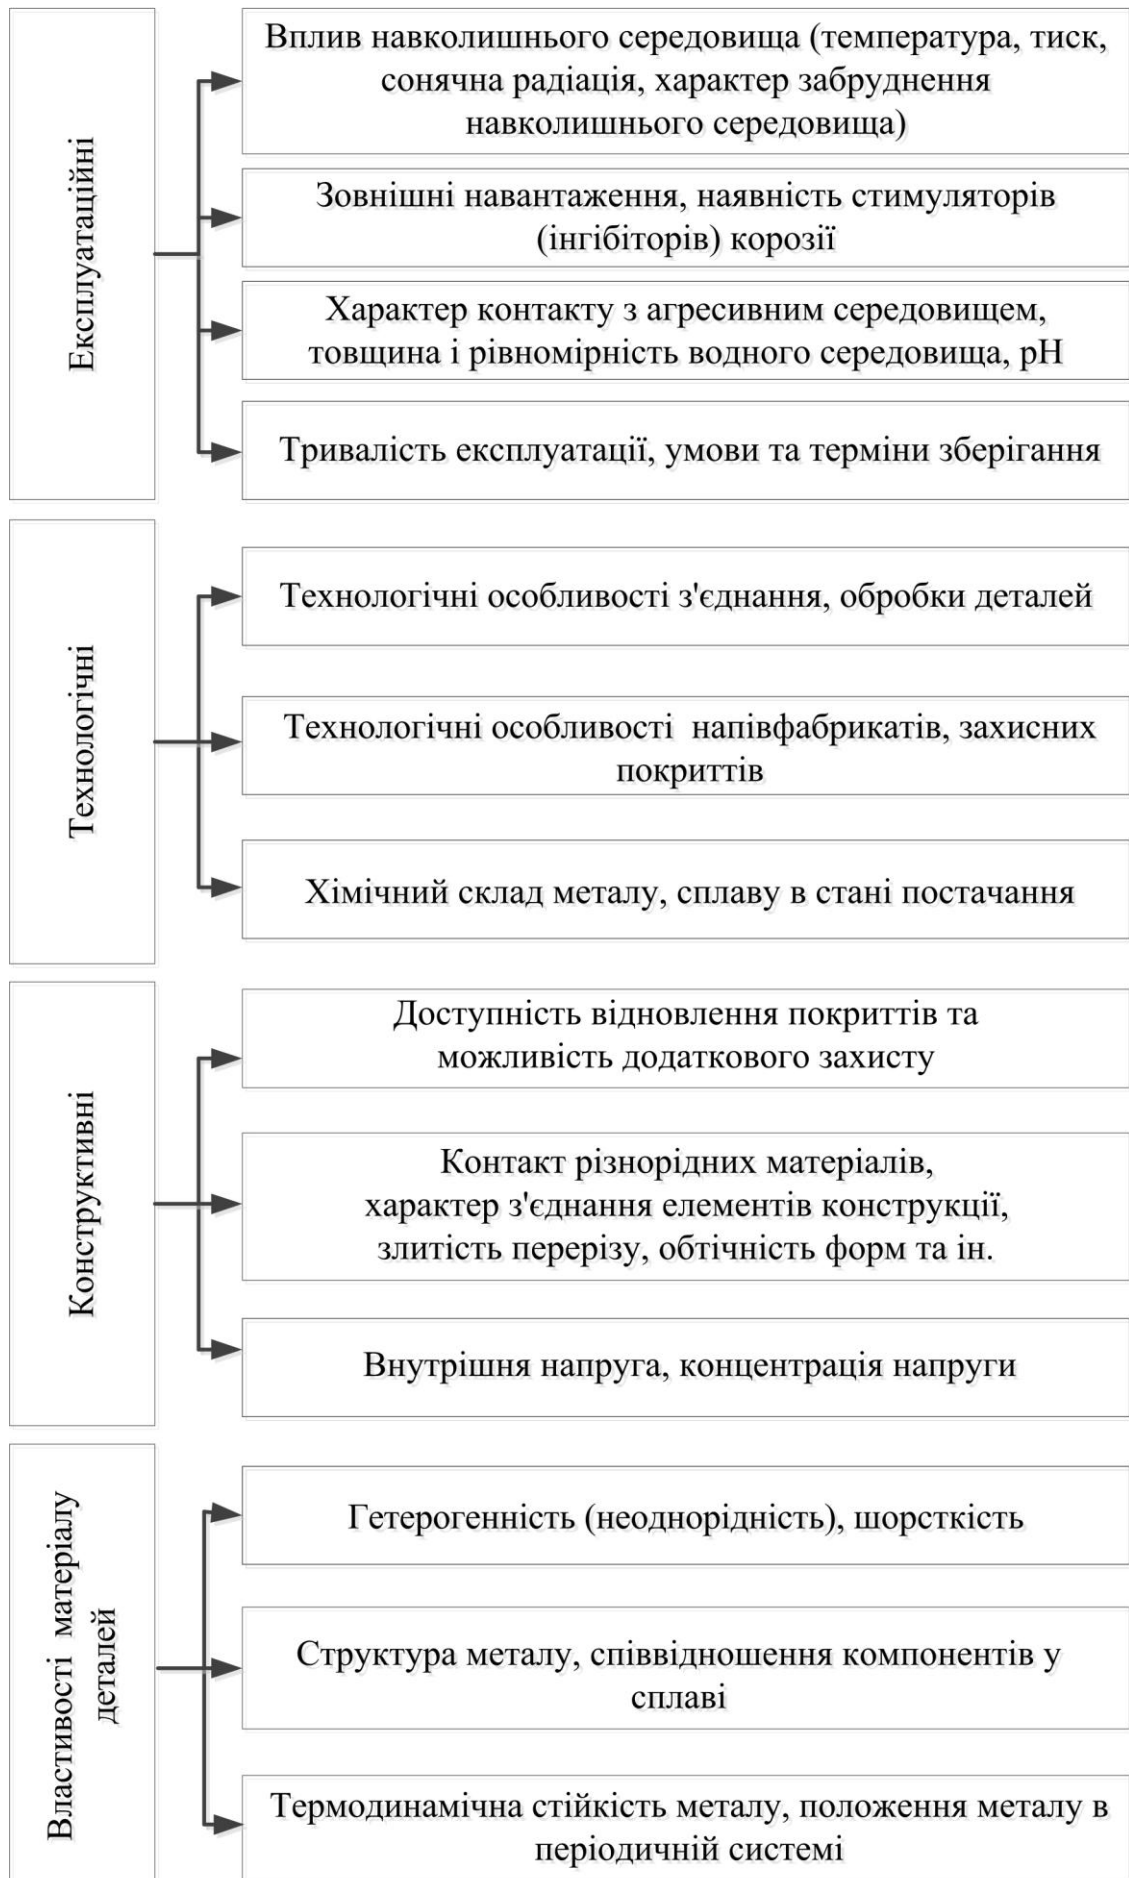 Експлуатаційні
Вплив навколишнього середовища (температура, тиск,
сонячна радіація, характер забруднення
навколишнього середовища)
Зовнішні навантаження, наявність стимуляторів
(інгібіторів) корозії
Характер контакту з агресивним середовищем,
товщина і рівномірність водного середовища, рН
Тривалість експлуатації, умови та терміни зберігання
Технологічні
Технологічні особливості з'єднання, обробки деталей
Технологічні особливості напівфабрикатів, захисних
покриттів
Хімічний склад металу, сплаву в стані постачання
Конструктивні
Доступність відновлення покриттів та
можливість додаткового захисту
Контакт різнорідних матеріалів,
характер з'єднання елементів конструкції,
злитість перерізу, обтічність форм та ін.
Внутрішня напруга, концентрація напруги
Властивості матеріалу
деталей
Гетерогенність (неоднорідність), шорсткість
Структура металу, співвідношення компонентів у
сплаві
Термодинамічна стійкість металу, положення металу в
періодичній системі